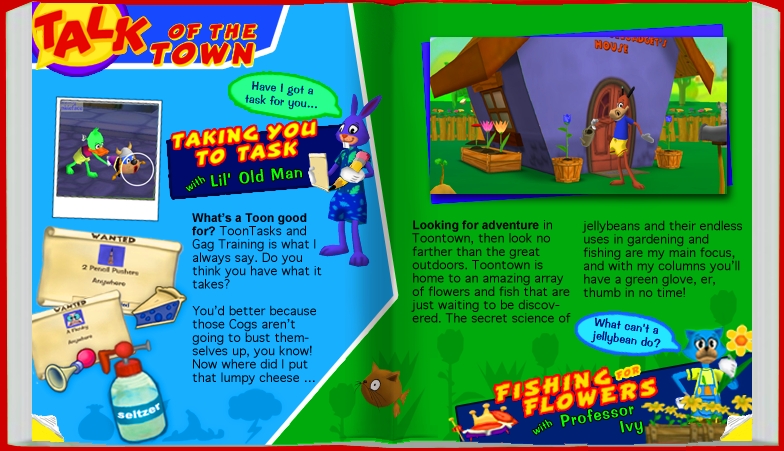 TALK OF THE
TOWN
Have I got a
task for you...
TAKING YOU
TO TASK
with Lil' Old Man
What's a Toon good
for? ToonTasks and
Gag Training is what I
always say. Do you
think you have what it
takes?
You'd better because
those Cogs aren't
going to bust them-
selves up, you know!
Now where did I put
that lumpy cheese ...
WANTED
2 Pencil Pushers
Anywhere
WANTED
A Flunky
Anywhere
seltzer
HOUSE
Looking for adventure in
Toontown, then look no
farther than the great
outdoors. Toontown is
home to an amazing array
of flowers and fish that are
just waiting to be discov-
ered. The secret science of
jellybeans and their endless
uses in gardening and
fishing are my main focus,
and with my columns you'll
have a green glove, er,
thumb in no time!
What can't a
jellybean do?
FISHING FOR
FLOWERS
with Professor
Ivy